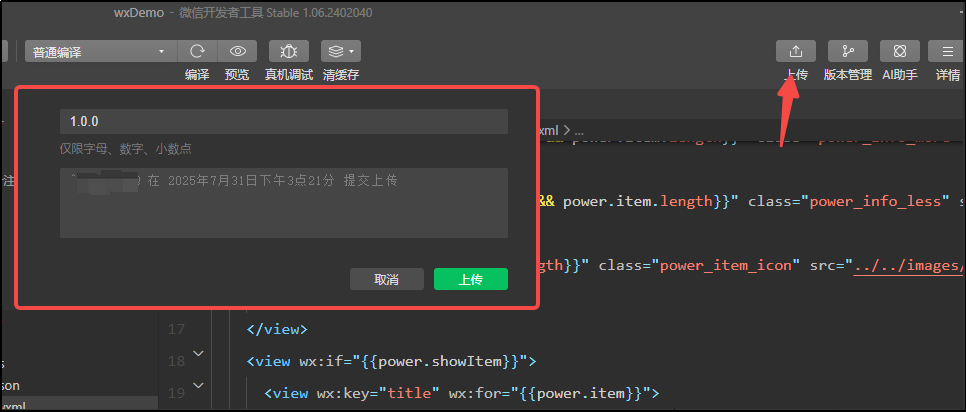 wxDemo - 微信开发者工具 Stable 1.06.2402040
普通编译
编译 预览 真机调试 清缓存
上传 版本管理 AI助手 详情
1.0.0
仅限字母、数字、小数点
在 2025年7月31日下午3点21分 提交上传
取消 上传
xml > ...
注
&& power.item.length}}" class="power_info_less" s
gth}}" class="power_item_icon" src="../../images/
17 </view>
18 <view wx:if="{{power.showItem}}">
19 <view wx:key="title" wx:for="{{power.item}}">
son